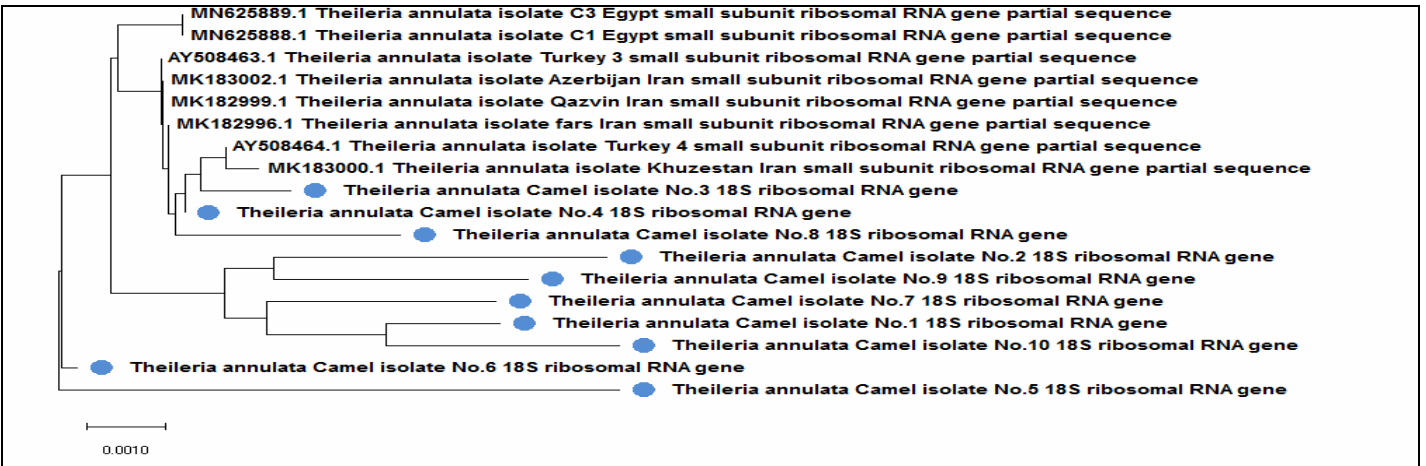 MN625889.1 Theileria annulata isolate C3 Egypt small subunit ribosomal RNA gene partial sequence
MN625888.1 Theileria annulata isolate C1 Egypt small subunit ribosomal RNA gene partial sequence
AY508463.1 Theileria annulata isolate Turkey 3 small subunit ribosomal RNA gene partial sequence
MK183002.1 Theileria annulata isolate Azerbijan Iran small subunit ribosomal RNA gene partial sequence
MK182999.1 Theileria annulata isolate Qazvin Iran small subunit ribosomal RNA gene partial sequence
MK182996.1 Theileria annulata isolate fars Iran small subunit ribosomal RNA gene partial sequence
AY508464.1 Theileria annulata isolate Turkey 4 small subunit ribosomal RNA gene partial sequence
MK183000.1 Theileria annulata isolate Khuzestan Iran small subunit ribosomal RNA gene partial sequence
Theileria annulata Camel isolate No.3 18S ribosomal RNA gene
Theileria annulata Camel isolate No.4 18S ribosomal RNA gene
Theileria annulata Camel isolate No.8 18S ribosomal RNA gene
Theileria annulata Camel isolate No.2 18S ribosomal RNA gene
Theileria annulata Camel isolate No.9 18S ribosomal RNA gene
Theileria annulata Camel isolate No.7 18S ribosomal RNA gene
Theileria annulata Camel isolate No.1 18S ribosomal RNA gene
Theileria annulata Camel isolate No.10 18S ribosomal RNA gene
Theileria annulata Camel isolate No.6 18S ribosomal RNA gene
Theileria annulata Camel isolate No.5 18S ribosomal RNA gene
0.0010